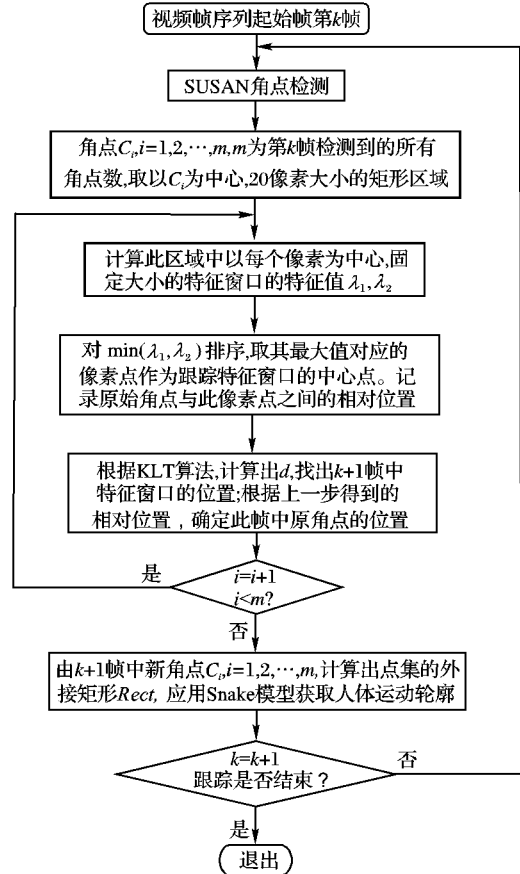 视频帧序列起始帧第k帧
SUSAN角点检测
角点Cᵢ,i=1,2,⋯,m,m为第k帧检测到的所有
角点数,取以Cᵢ为中心,20像素大小的矩形区域
计算此区域中以每个像素为中心,固
定大小的特征窗口的特征值λ₁,λ₂
对 min(λ₁,λ₂) 排序,取其最大值对应的
像素点作为跟踪特征窗口的中心点。记
录原始角点与此像素点之间的相对位置
根据KLT算法,计算出d,找出k+1帧中
特征窗口的位置;根据上一步得到的
相对位置，确定此帧中原角点的位置
是
i=i+1
i<m?
否
由k+1帧中新角点Cᵢ,i=1,2,⋯,m,计算出点集的外
接矩形Rect, 应用Snake模型获取人体运动轮廓
k=k+1
跟踪是否结束？
否
是
退出